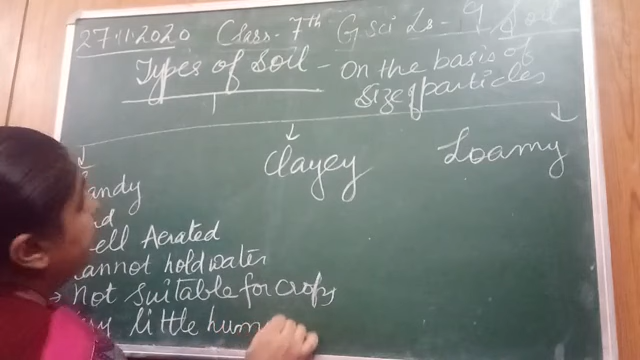 27.11.2020 Class- 7th G sci Ls- 9 Soil
Types of Soil - On the basis of
size of particles
andy Clayey Loamy
nd
ell Aerated
annot hold water
→ Not suitable for crops
little hum